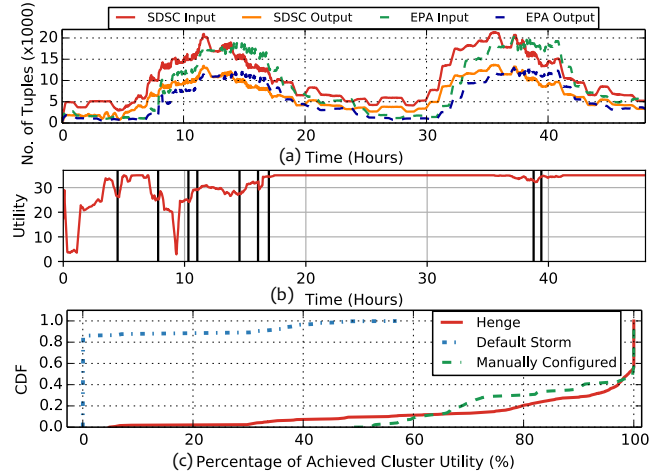 SDSC Input SDSC Output EPA Input EPA Output
No. of Tuples (x1000)
20
15
10
5
0
0 10 20 30 40
(a) Time (Hours)
Utility
30
20
10
0
0 10 20 30 40
(b) Time (Hours)
CDF
1.0
0.8
0.6
0.4
0.2
0.0
Henge
Default Storm
Manually Configured
0 20 40 60 80 100
(c) Percentage of Achieved Cluster Utility (%)